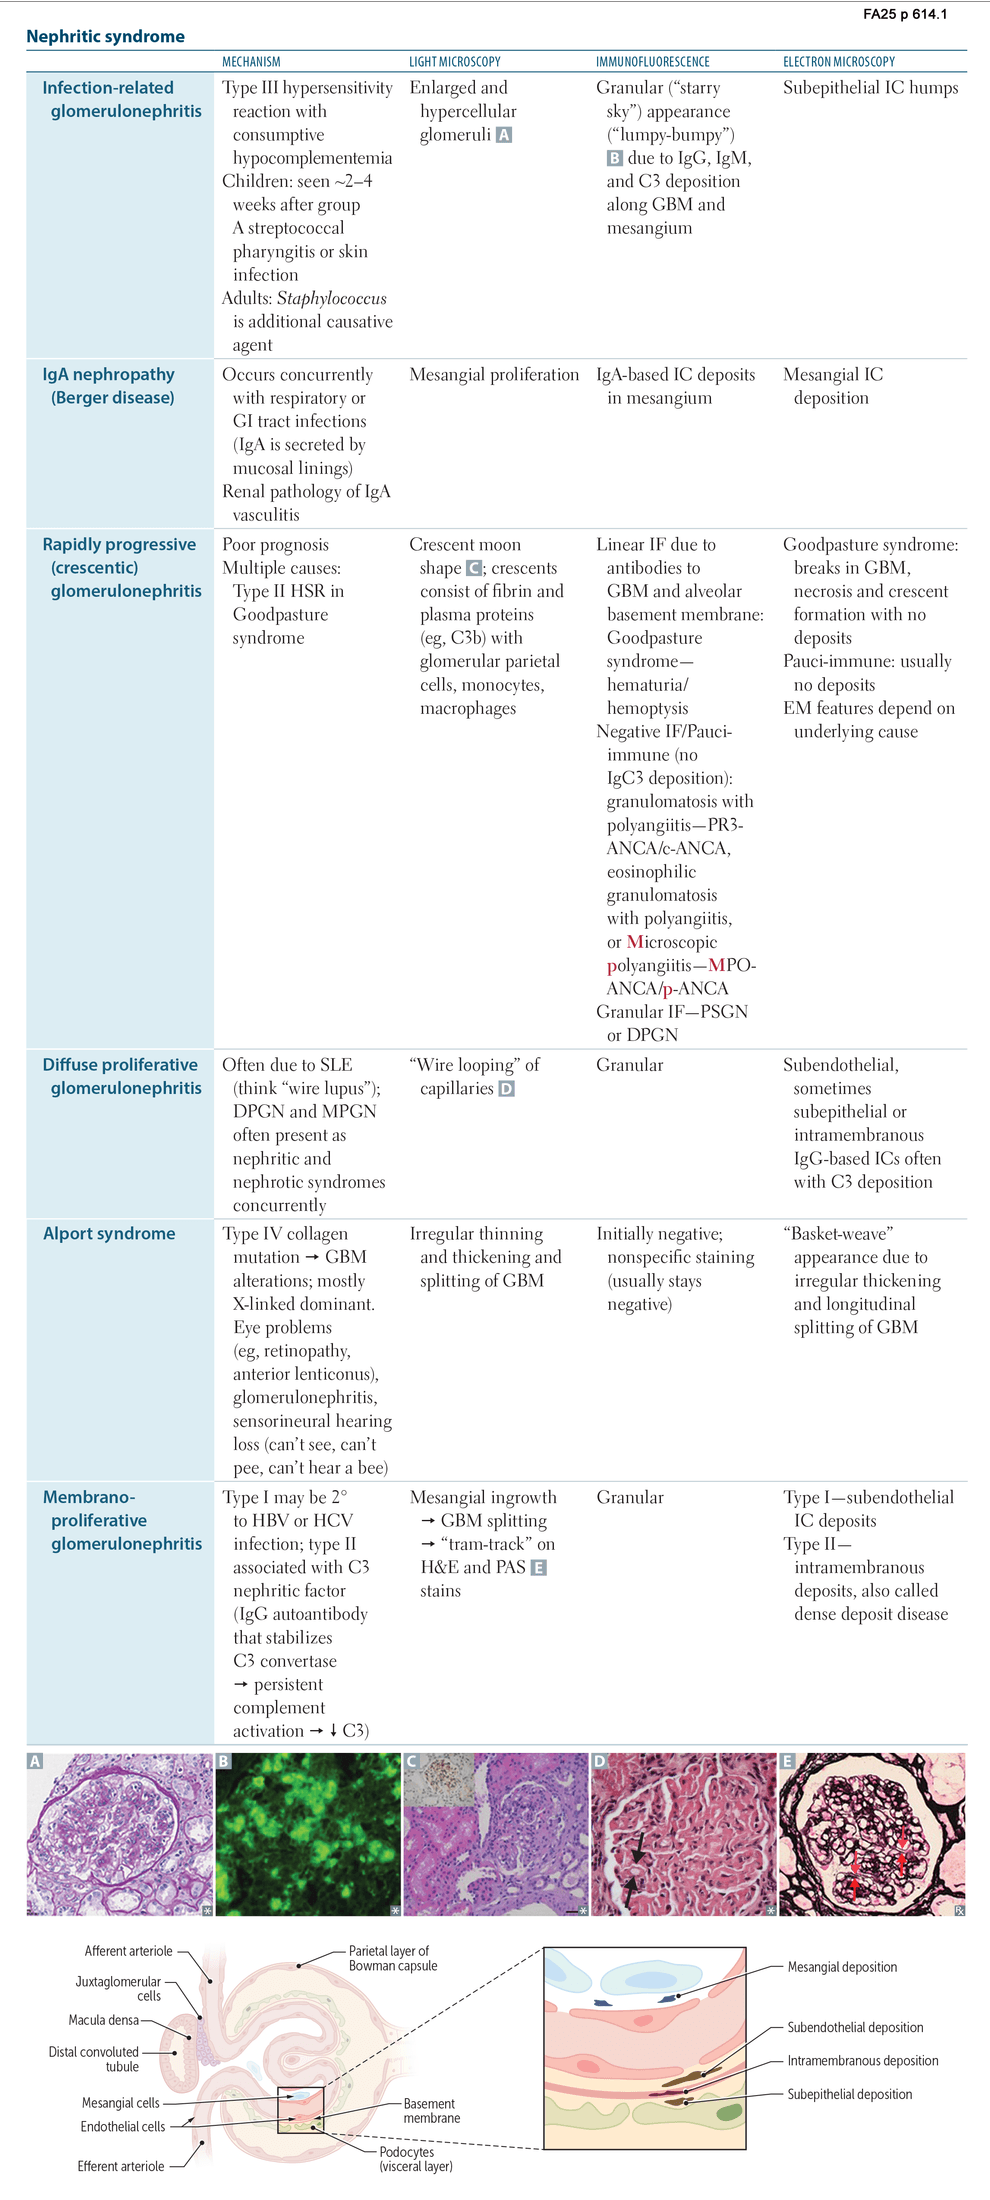 FA25 p 614.1
Nephritic syndrome
MECHANISM
LIGHT MICROSCOPY
IMMUNOFLUORESCENCE
ELECTRON MICROSCOPY
Infection-related
glomerulonephritis
Type III hypersensitivity
reaction with
consumptive
hypocomplementemia
Children: seen ~2–4
weeks after group
A streptococcal
pharyngitis or skin
infection
Adults: Staphylococcus
is additional causative
agent
Enlarged and
hypercellular
glomeruli A
Granular (“starry
sky”) appearance
(“lumpy-bumpy”)
B due to IgG, IgM,
and C3 deposition
along GBM and
mesangium
Subepithelial IC humps
IgA nephropathy
(Berger disease)
Occurs concurrently
with respiratory or
GI tract infections
(IgA is secreted by
mucosal linings)
Renal pathology of IgA
vasculitis
Mesangial proliferation
IgA-based IC deposits
in mesangium
Mesangial IC
deposition
Rapidly progressive
(crescentic)
glomerulonephritis
Poor prognosis
Multiple causes:
Type II HSR in
Goodpasture
syndrome
Crescent moon
shape C; crescents
consist of fibrin and
plasma proteins
(eg, C3b) with
glomerular parietal
cells, monocytes,
macrophages
Linear IF due to
antibodies to
GBM and alveolar
basement membrane:
Goodpasture
syndrome—
hematuria/
hemoptysis
Negative IF/Pauci-
immune (no
IgC3 deposition):
granulomatosis with
polyangiitis—PR3-
ANCA/c-ANCA,
eosinophilic
granulomatosis
with polyangiitis,
or Microscopic
polyangiitis—MPO-
ANCA/p-ANCA
Granular IF—PSGN
or DPGN
Goodpasture syndrome:
breaks in GBM,
necrosis and crescent
formation with no
deposits
Pauci-immune: usually
no deposits
EM features depend on
underlying cause
Diffuse proliferative
glomerulonephritis
Often due to SLE
(think “wire lupus”);
DPGN and MPGN
often present as
nephritic and
nephrotic syndromes
concurrently
“Wire looping” of
capillaries D
Granular
Subendothelial,
sometimes
subepithelial or
intramembranous
IgG-based ICs often
with C3 deposition
Alport syndrome
Type IV collagen
mutation → GBM
alterations; mostly
X-linked dominant.
Eye problems
(eg, retinopathy,
anterior lenticonus),
glomerulonephritis,
sensorineural hearing
loss (can’t see, can’t
pee, can’t hear a bee)
Irregular thinning
and thickening and
splitting of GBM
Initially negative;
nonspecific staining
(usually stays
negative)
“Basket-weave”
appearance due to
irregular thickening
and longitudinal
splitting of GBM
Membrano-
proliferative
glomerulonephritis
Type I may be 2°
to HBV or HCV
infection; type II
associated with C3
nephritic factor
(IgG autoantibody
that stabilizes
C3 convertase
→ persistent
complement
activation → ↓ C3)
Mesangial ingrowth
→ GBM splitting
→ “tram-track” on
H&E and PAS E
stains
Granular
Type I—subendothelial
IC deposits
Type II—
intramembranous
deposits, also called
dense deposit disease
A
B
C
D
E
Afferent arteriole
Juxtaglomerular
cells
Macula densa
Distal convoluted
tubule
Mesangial cells
Endothelial cells
Efferent arteriole
Parietal layer of
Bowman capsule
Basement
membrane
Podocytes
(visceral layer)
Mesangial deposition
Subendothelial deposition
Intramembranous deposition
Subepithelial deposition